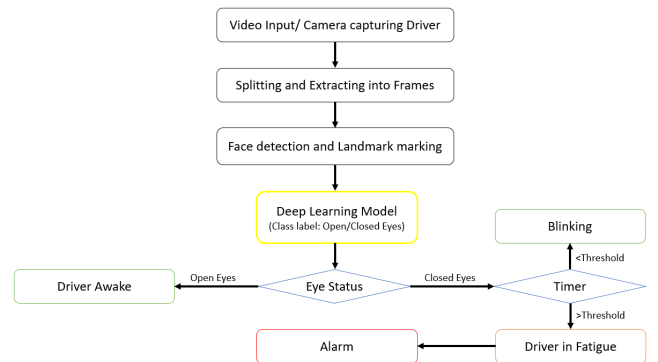 Video Input/ Camera capturing Driver
Splitting and Extracting into Frames
Face detection and Landmark marking
Deep Learning Model
(Class label: Open/Closed Eyes)
Blinking
<Threshold
Driver Awake
Open Eyes
Eye Status
Closed Eyes
Timer
>Threshold
Alarm
Driver in Fatigue